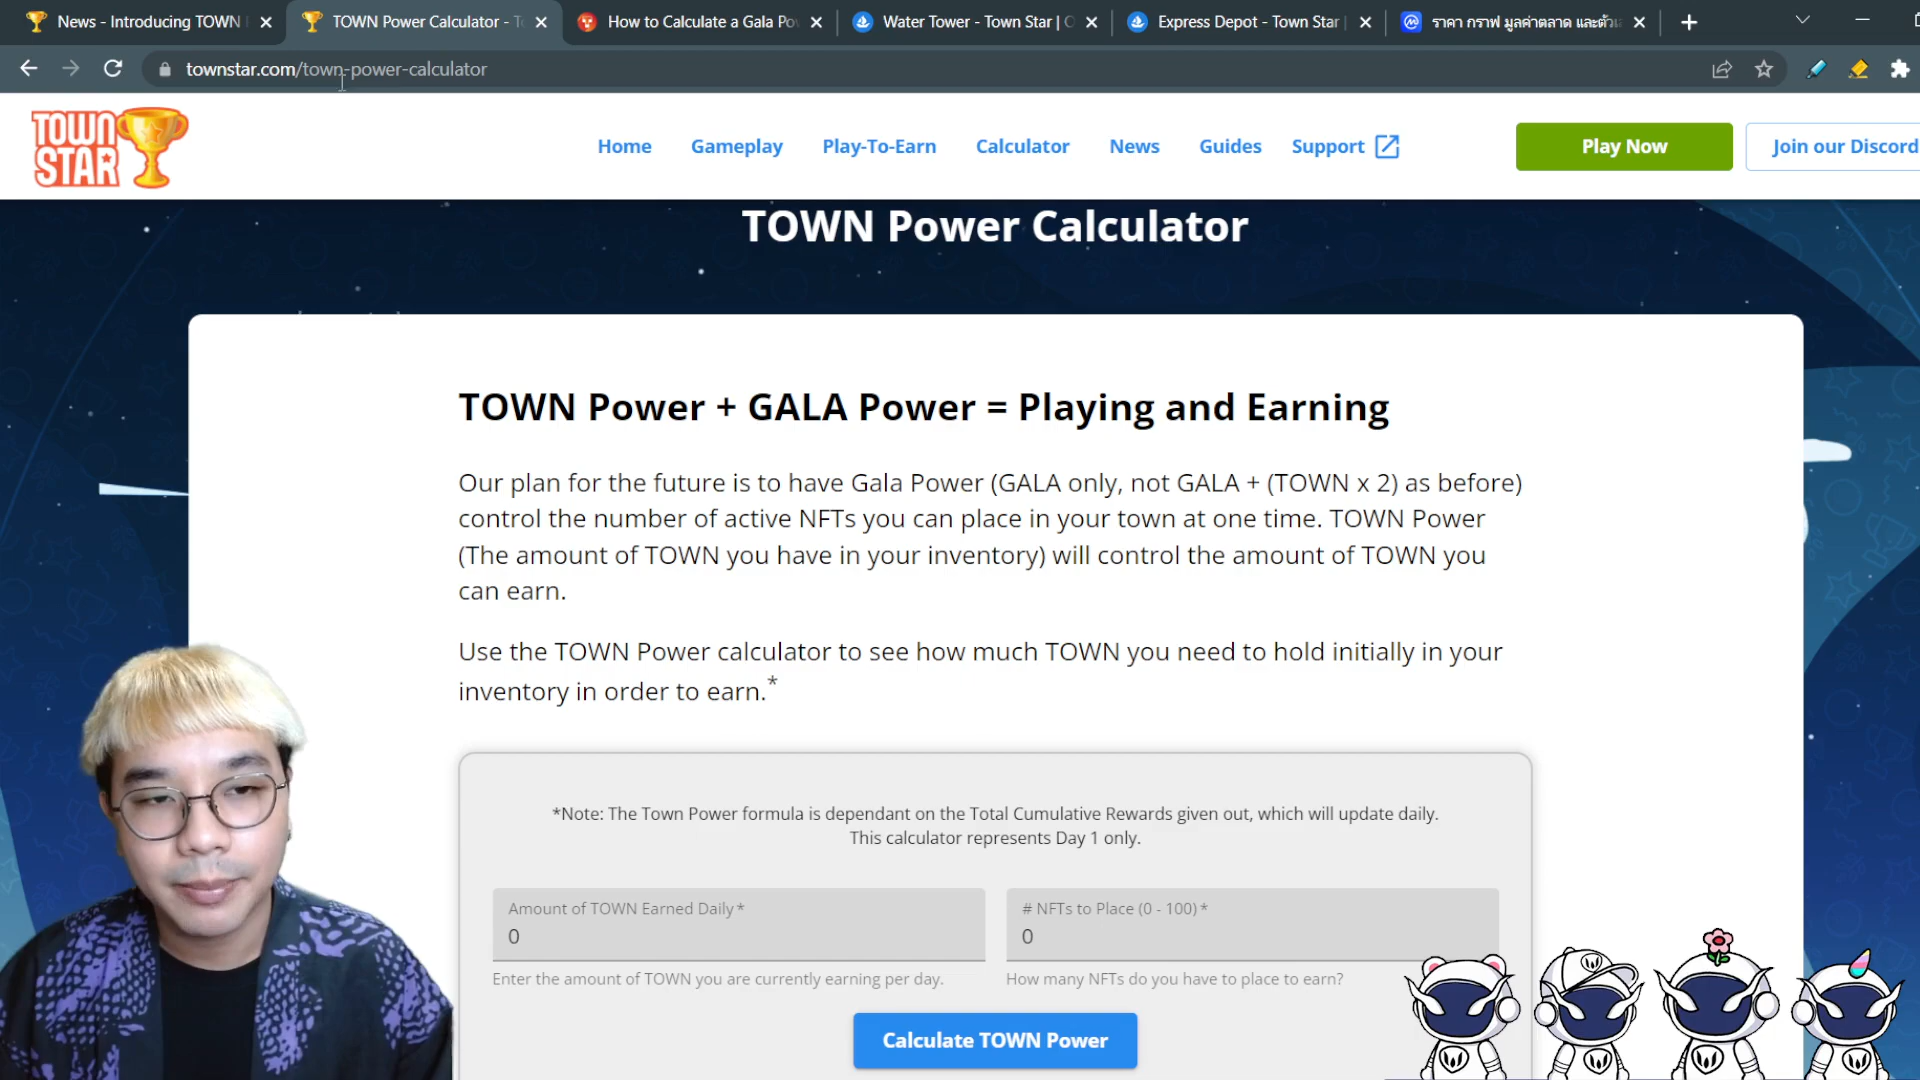 News - Introducing TOWN
TOWN Power Calculator - T
How to Calculate a Gala Po
Water Tower - Town Star | O
Express Depot - Town Star |
ราคา กราฟ มูลค่าตลาด และตัวเ
townstar.com/town-power-calculator
TOWN
STAR
Home
Gameplay
Play-To-Earn
Calculator
News
Guides
Support
Play Now
Join our Discord
TOWN Power Calculator
TOWN Power + GALA Power = Playing and Earning
Our plan for the future is to have Gala Power (GALA only, not GALA + (TOWN x 2) as before)
control the number of active NFTs you can place in your town at one time. TOWN Power
(The amount of TOWN you have in your inventory) will control the amount of TOWN you
can earn.
Use the TOWN Power calculator to see how much TOWN you need to hold initially in your
inventory in order to earn.*
*Note: The Town Power formula is dependant on the Total Cumulative Rewards given out, which will update daily.
This calculator represents Day 1 only.
Amount of TOWN Earned Daily *
0
Enter the amount of TOWN you are currently earning per day.
# NFTs to Place (0 - 100) *
0
How many NFTs do you have to place to earn?
Calculate TOWN Power